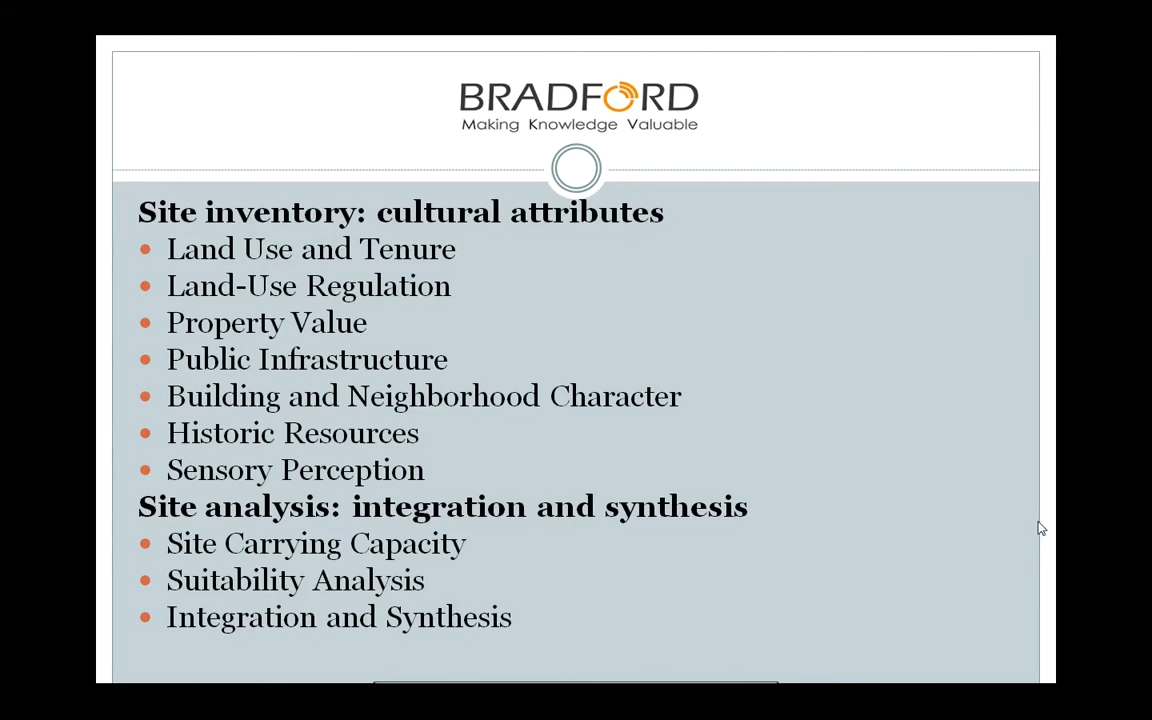 BRADFORD
Making Knowledge Valuable
Site inventory: cultural attributes
• Land Use and Tenure
• Land-Use Regulation
• Property Value
• Public Infrastructure
• Building and Neighborhood Character
• Historic Resources
• Sensory Perception
Site analysis: integration and synthesis
• Site Carrying Capacity
• Suitability Analysis
• Integration and Synthesis